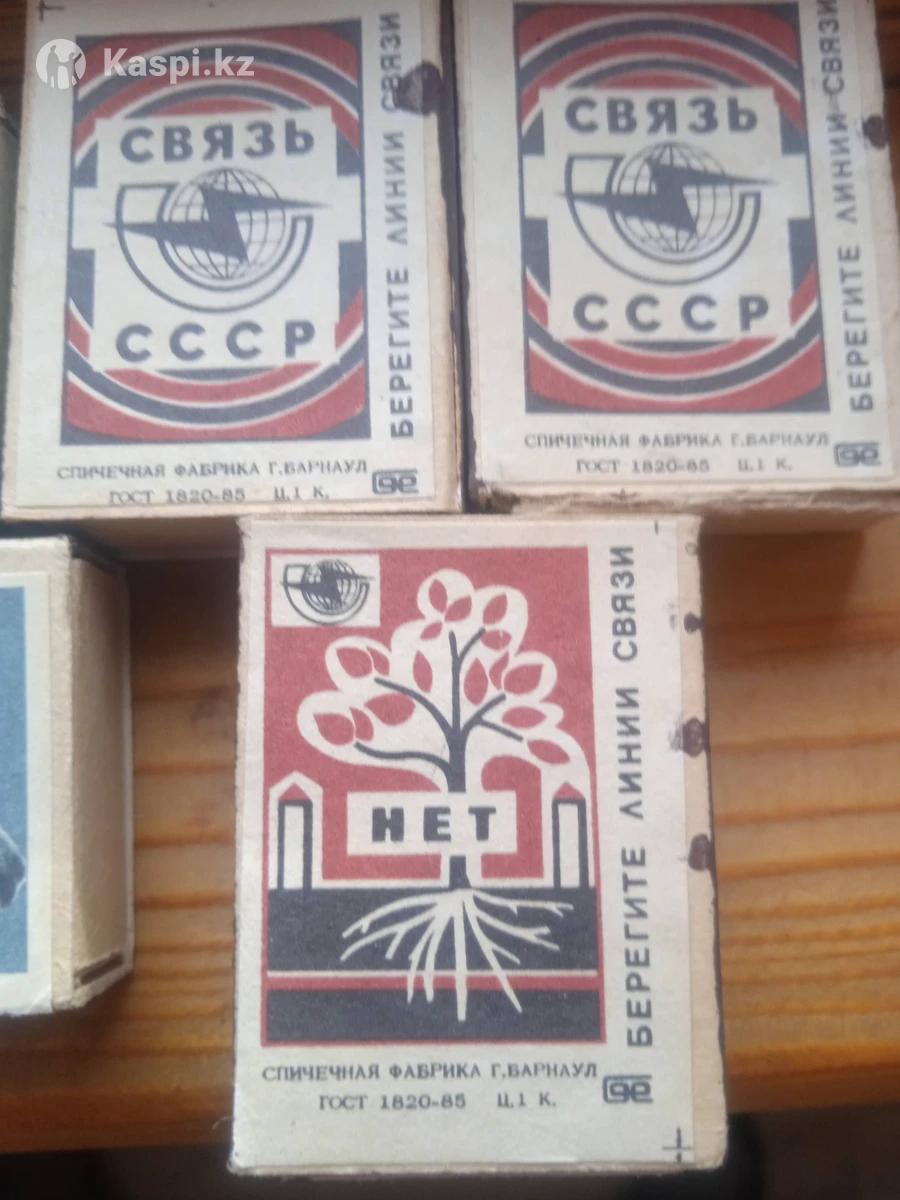 Kaspi.kz
СВЯЗЬ
СССР
БЕРЕГИТЕ ЛИНИИ СВЯЗИ
СПИЧЕЧНАЯ ФАБРИКА Г.БАРНАУЛ
ГОСТ 1820-85 Ц.1 К.
СВЯЗЬ
СССР
БЕРЕГИТЕ ЛИНИИ СВЯЗИ
СПИЧЕЧНАЯ ФАБРИКА Г.БАРНАУЛ
ГОСТ 1820-85 Ц.1 К.
НЕТ
БЕРЕГИТЕ ЛИНИИ СВЯЗИ
СПИЧЕЧНАЯ ФАБРИКА Г.БАРНАУЛ
ГОСТ 1820-85 Ц.1 К.